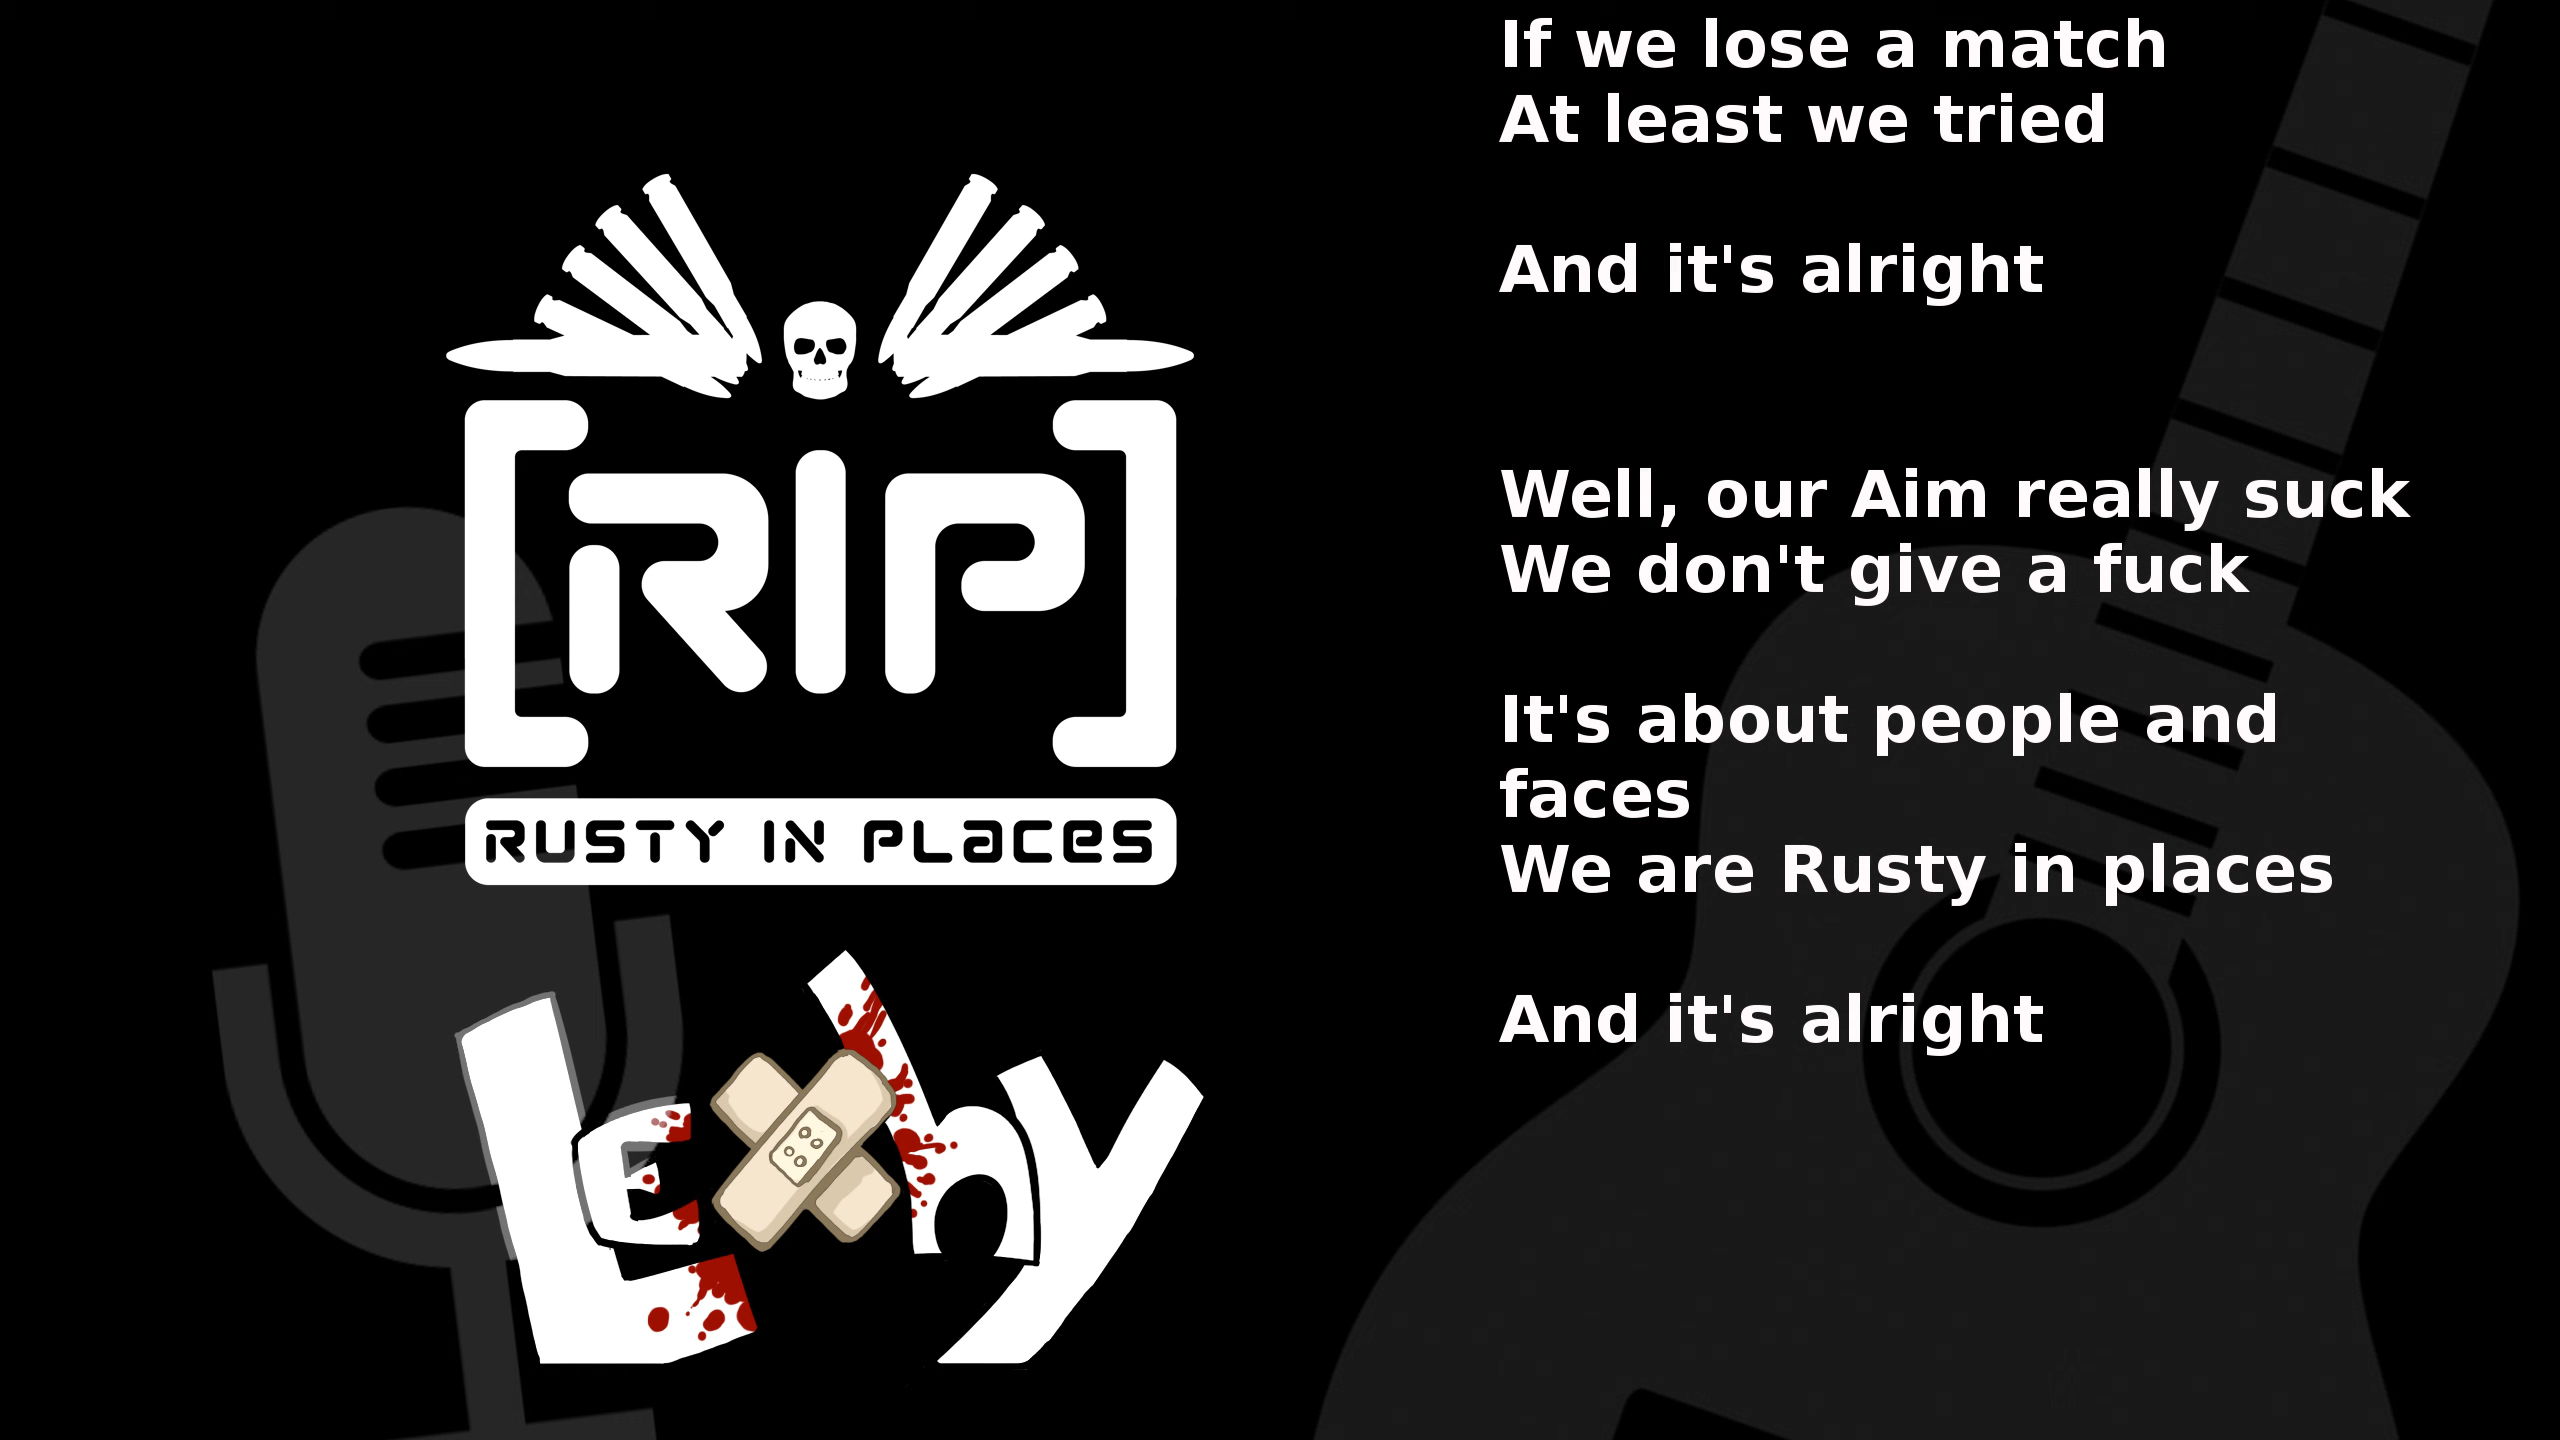 [RIP]
RUSTY IN PLACES
Lexhy
If we lose a match
At least we tried
And it's alright
Well, our Aim really suck
We don't give a fuck
It's about people and
faces
We are Rusty in places
And it's alright